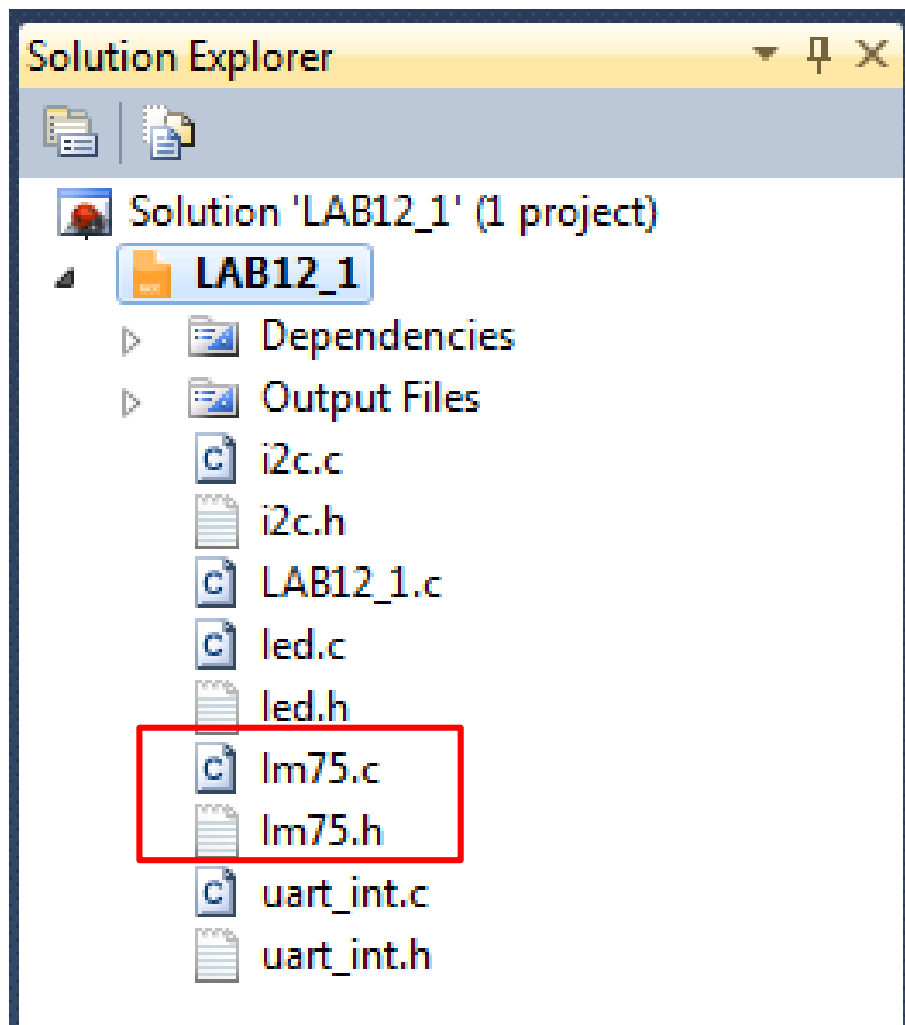 Solution Explorer
Solution 'LAB12_1' (1 project)
LAB12_1
Dependencies
Output Files
i2c.c
i2c.h
LAB12_1.c
led.c
led.h
lm75.c
lm75.h
uart_int.c
uart_int.h